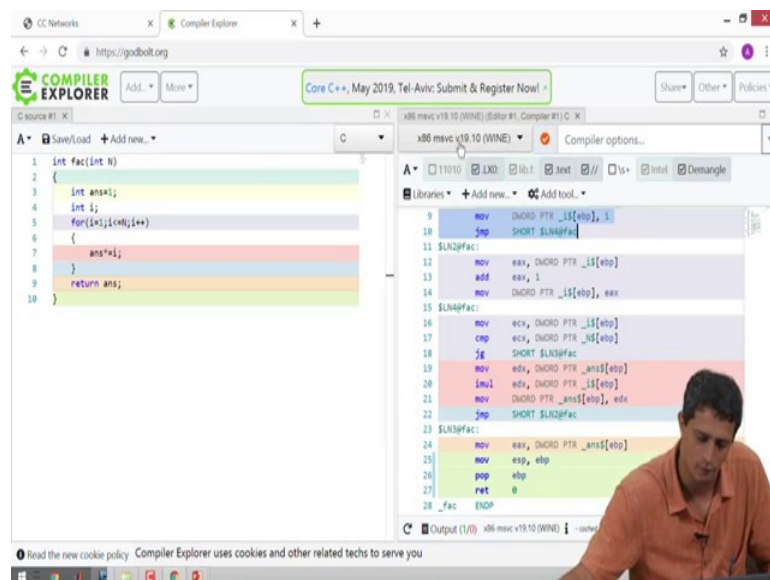 CC Networks
Compiler Explorer
https://godbolt.org
COMPILER
EXPLORER
Add...
More
Core C++, May 2019, Tel-Aviv: Submit & Register Now!
Share
Other
Policies
C source #1 X
x86 msvc v19.10 (WINE) (Editor #1, Compiler #1) C X
A
Save/Load
+ Add new...
C
x86 msvc v19.10 (WINE)
Compiler options...
A
11010
.LX0:
lib.f:
.text
//
\s+
Intel
Demangle
Libraries
+ Add new...
Add tool...
1 int fac(int N)
2 {
3 int ans=1;
4 int i;
5 for(i=1;i<=N;i++)
6 {
7 ans*=i;
8 }
9 return ans;
10 }
9 mov DWORD PTR _i$[ebp], 1
10 jmp SHORT $LN4@fac
11 $LN2@fac:
12 mov eax, DWORD PTR _i$[ebp]
13 add eax, 1
14 mov DWORD PTR _i$[ebp], eax
15 $LN4@fac:
16 mov ecx, DWORD PTR _i$[ebp]
17 cmp ecx, DWORD PTR _N$[ebp]
18 jg SHORT $LN3@fac
19 mov edx, DWORD PTR _ans$[ebp]
20 imul edx, DWORD PTR _i$[ebp]
21 mov DWORD PTR _ans$[ebp], edx
22 jmp SHORT $LN2@fac
23 $LN3@fac:
24 mov eax, DWORD PTR _ans$[ebp]
25 mov esp, ebp
26 pop ebp
27 ret 0
28 _fac ENDP
Output (1/0) x86 msvc v19.10 (WINE) i - cached
Read the new cookie policy Compiler Explorer uses cookies and other related techs to serve you